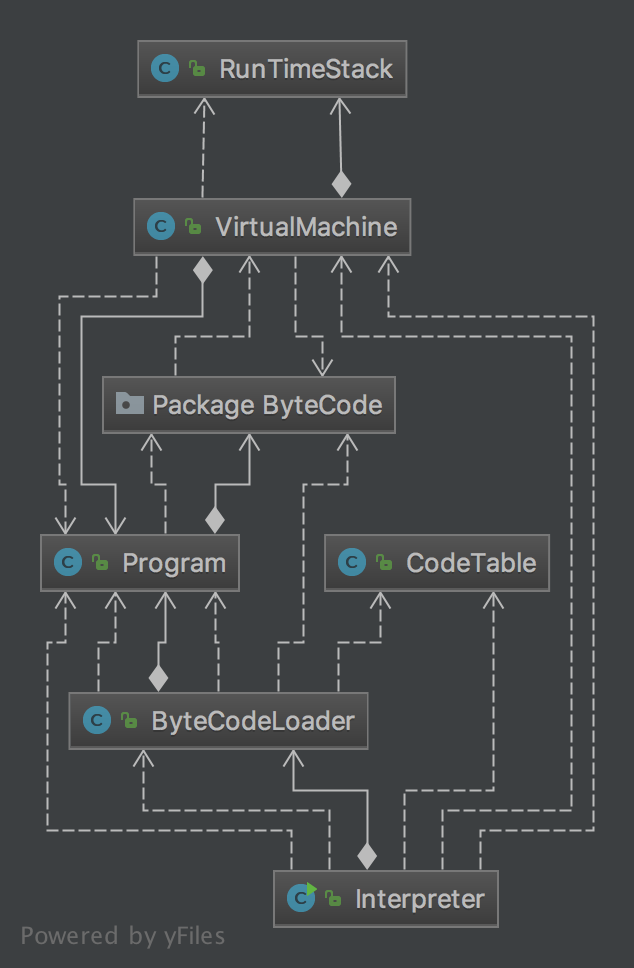 RunTimeStack
VirtualMachine
Package ByteCode
Program
CodeTable
ByteCodeLoader
Interpreter
Powered by yFiles